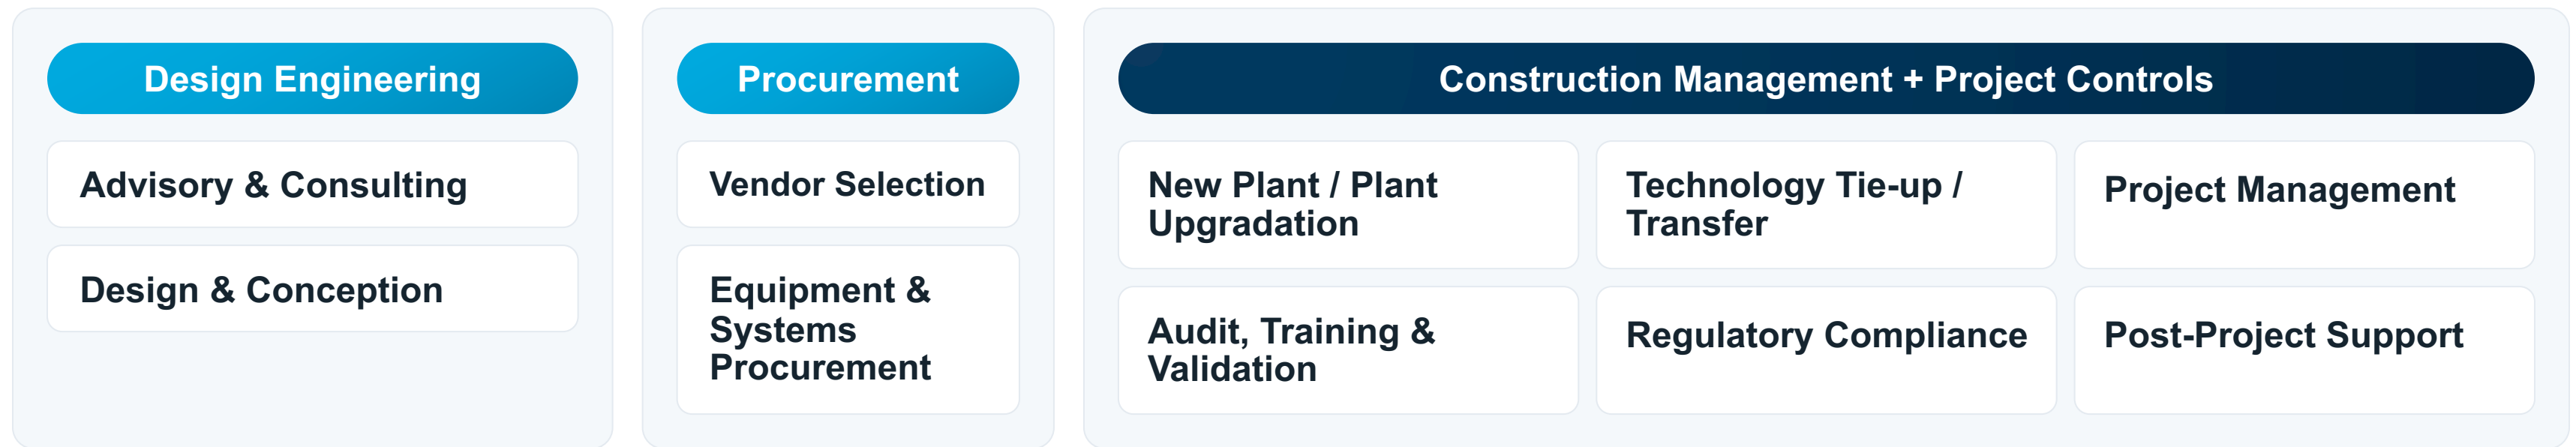 Design Engineering
Advisory & Consulting
Design & Conception
Procurement
Vendor Selection
Equipment &
Systems
Procurement
Construction Management + Project Controls
New Plant / Plant
Upgradation
Technology Tie-up /
Transfer
Project Management
Audit, Training &
Validation
Regulatory Compliance
Post-Project Support